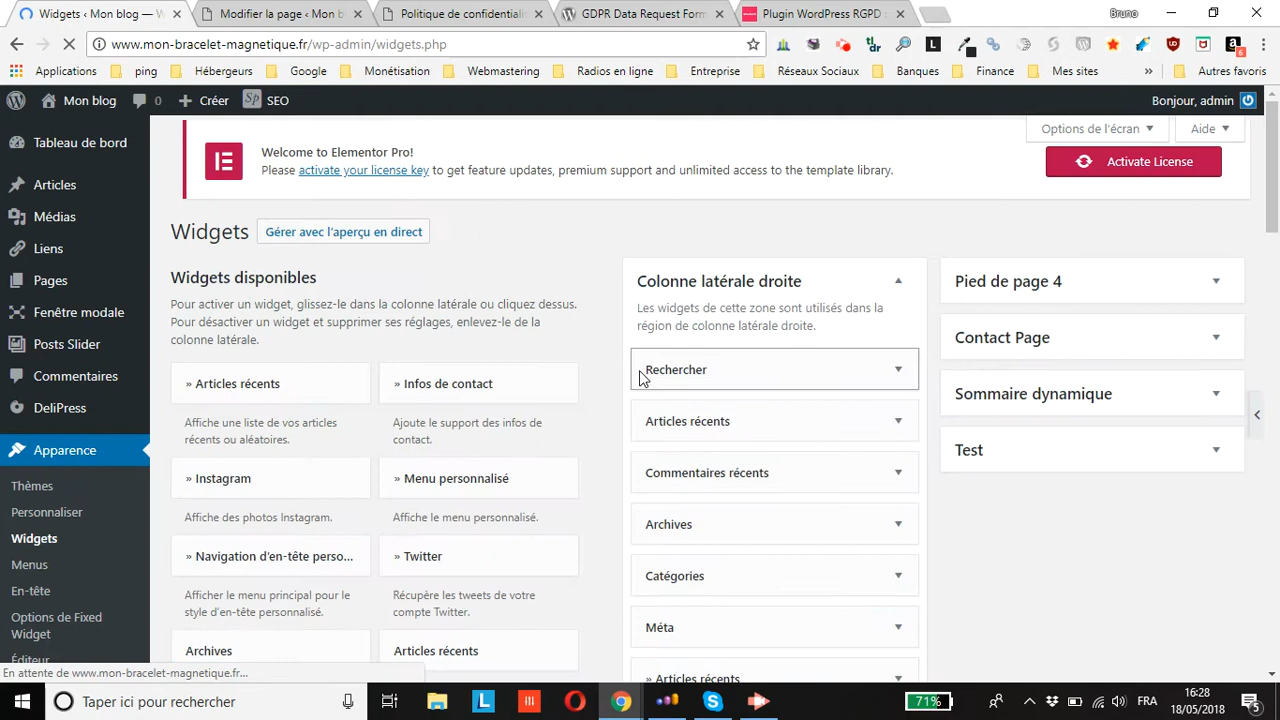 Widgets ‹ Mon blog — W
Modifier la page ‹ Mon b
Politique de confidentiali
GDPR Data Request Form
Plugin WordPress RGPD
Bruno
www.mon-bracelet-magnetique.fr/wp-admin/widgets.php
tl; dr
L
6
Applications
ping
Hébergeurs
Google
Monétisation
Webmastering
Radios en ligne
Entreprise
Réseaux Sociaux
Banques
Finance
Mes sites
»
Autres favoris
Mon blog
0
Créer
Sp
SEO
Bonjour, admin
Options de l'écran
Aide
Welcome to Elementor Pro!
Please activate your license key to get feature updates, premium support and unlimited access to the template library.
Activate License
Tableau de bord
Articles
Médias
Liens
Pages
Fenêtre modale
Posts Slider
Commentaires
DeliPress
Apparence
Thèmes
Personnaliser
Widgets
Menus
En-tête
Options de Fixed
Widget
Éditeur
Widgets
Gérer avec l'aperçu en direct
Widgets disponibles
Pour activer un widget, glissez-le dans la colonne latérale ou cliquez dessus.
Pour désactiver un widget et supprimer ses réglages, enlevez-le de la
colonne latérale.
» Articles récents
Affiche une liste de vos articles
récents ou aléatoires.
» Infos de contact
Ajoute le support des infos de
contact.
» Instagram
Affiche des photos Instagram.
» Menu personnalisé
Affiche le menu personnalisé.
» Navigation d'en-tête perso...
Afficher le menu principal pour le
style d'en-tête personnalisé.
» Twitter
Récupère les tweets de votre
compte Twitter.
Archives
Articles récents
Colonne latérale droite
Les widgets de cette zone sont utilisés dans la
région de colonne latérale droite.
Rechercher
Articles récents
Commentaires récents
Archives
Catégories
Méta
» Articles récents
Pied de page 4
Contact Page
Sommaire dynamique
Test
En attente de www.mon-bracelet-magnetique.fr...
Taper ici pour rechercher
L
71%
FRA
16:28
18/05/2018
5